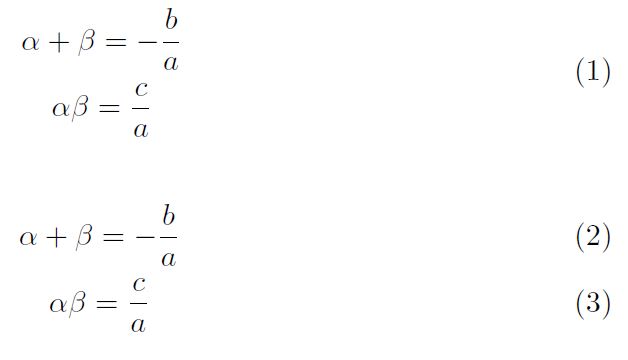 α + β = −b/a
αβ = c/a (1)
α + β = −b/a (2)
αβ = c/a (3)